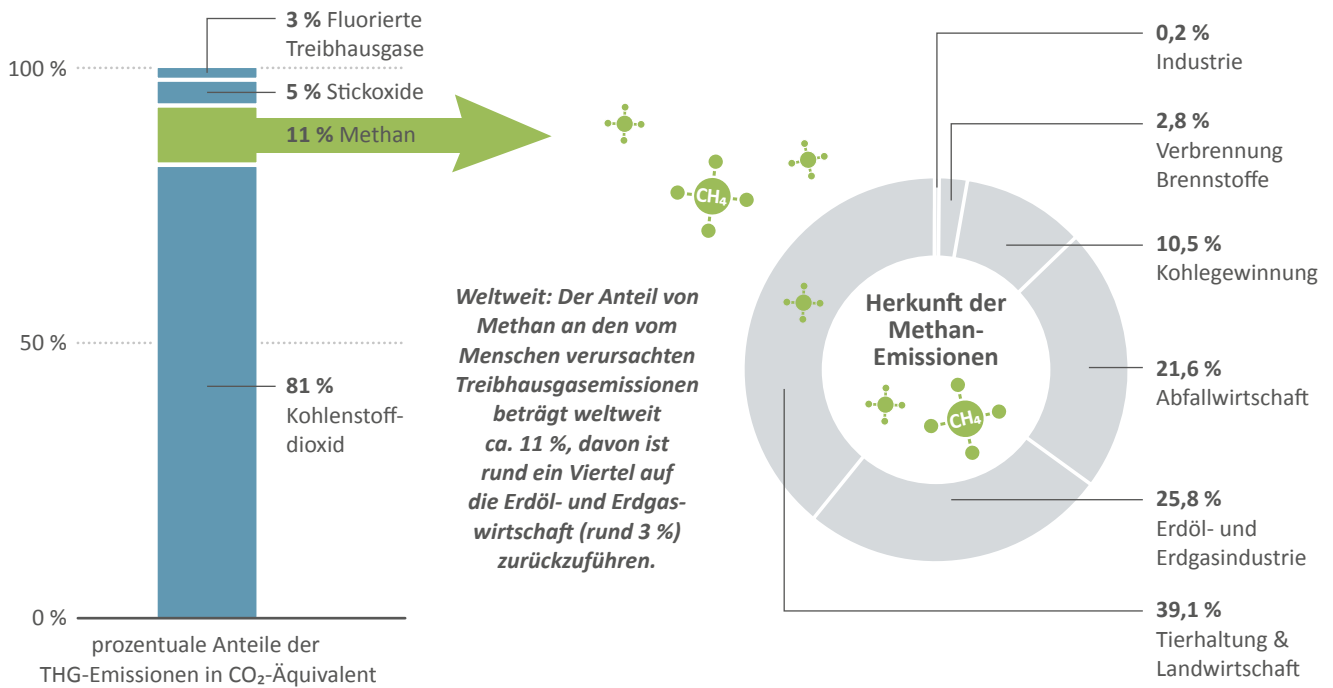 3 % Fluorierte
Treibhausgase
100 %
5 % Stickoxide
11 % Methan
50 %
81 %
Kohlenstoff-
dioxid
0 %
prozentuale Anteile der
THG-Emissionen in CO₂-Äquivalent
CH₄
Weltweit: Der Anteil von
Methan an den vom
Menschen verursachten
Treibhausgasemissionen
beträgt weltweit
ca. 11 %, davon ist
rund ein Viertel auf
die Erdöl- und Erdgas-
wirtschaft (rund 3 %)
zurückzuführen.
Herkunft der
Methan-
Emissionen
CH₄
0,2 %
Industrie
2,8 %
Verbrennung
Brennstoffe
10,5 %
Kohlegewinnung
21,6 %
Abfallwirtschaft
25,8 %
Erdöl- und
Erdgasindustrie
39,1 %
Tierhaltung &
Landwirtschaft